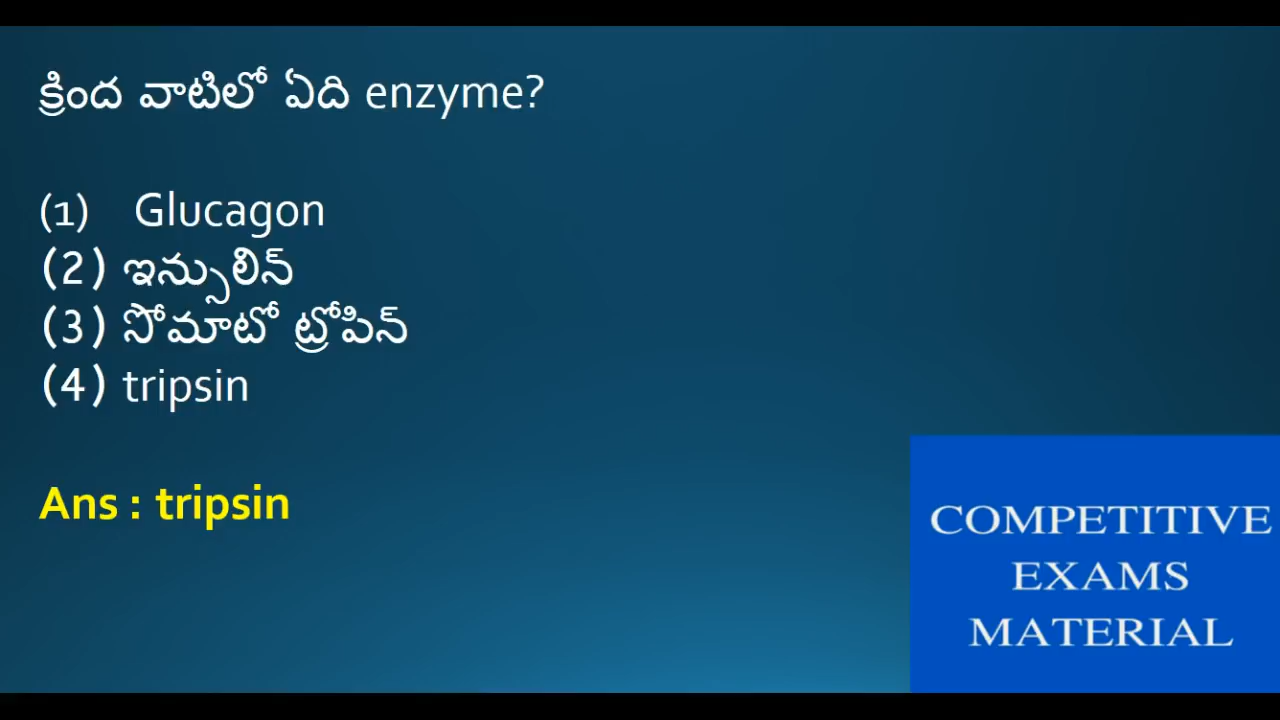 క్రింద వాటిలో ఏది enzyme?
(1) Glucagon
(2) ఇన్సులిన్
(3) సోమాటో ట్రోపిన్
(4) tripsin
Ans : tripsin
COMPETITIVE
EXAMS
MATERIAL